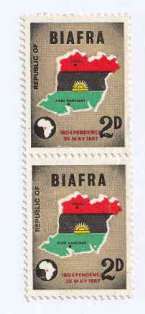 REPUBLIC OF
BIAFRA
PORT HARCOURT
INDEPENDENCE
30 MAY 1967
2D
REPUBLIC OF
BIAFRA
PORT HARCOURT
INDEPENDENCE
30 MAY 1967
2D